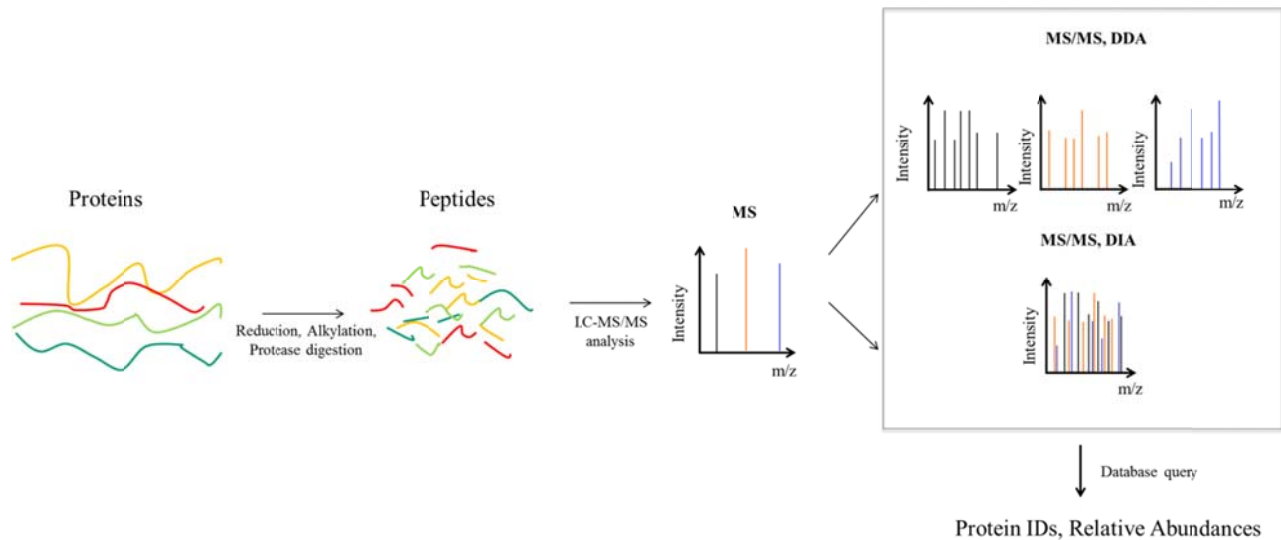 Proteins
Reduction, Alkylation,
Protease digestion
Peptides
LC-MS/MS
analysis
MS
Intensity
m/z
MS/MS, DDA
Intensity
m/z
Intensity
m/z
Intensity
m/z
MS/MS, DIA
Intensity
m/z
Database query
Protein IDs, Relative Abundances